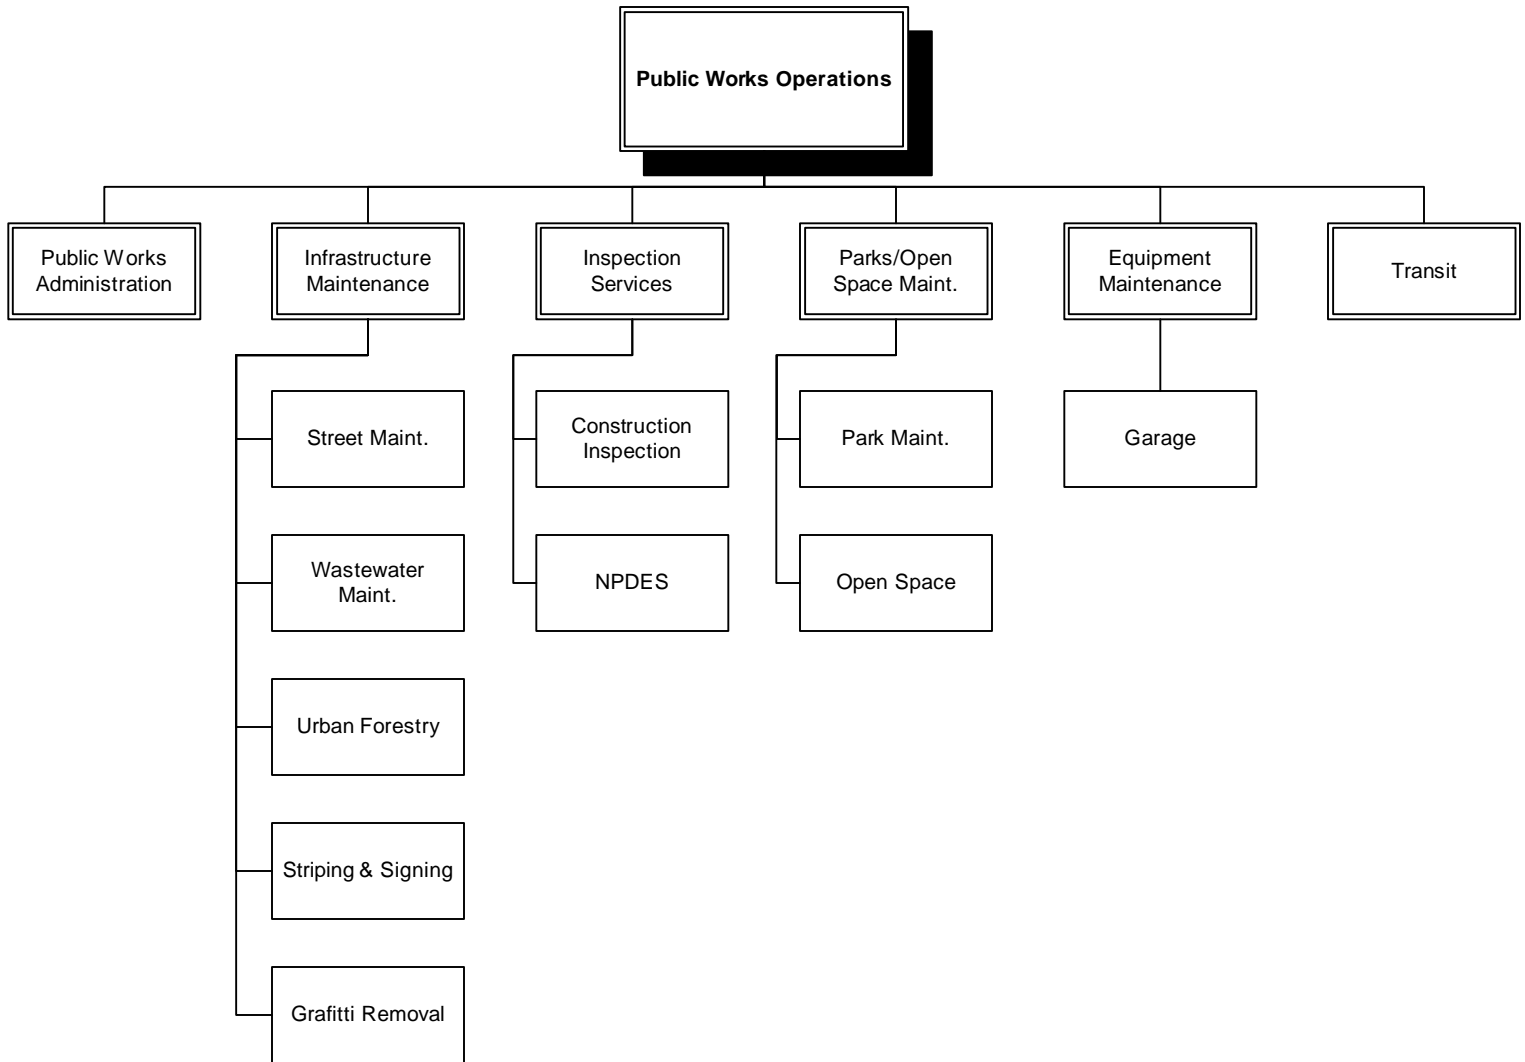 Public Works Operations
Public Works
Administration
Infrastructure
Maintenance
Inspection
Services
Parks/Open
Space Maint.
Equipment
Maintenance
Transit
Street Maint.
Construction
Inspection
Park Maint.
Garage
Wastewater
Maint.
NPDES
Open Space
Urban Forestry
Striping & Signing
Grafitti Removal